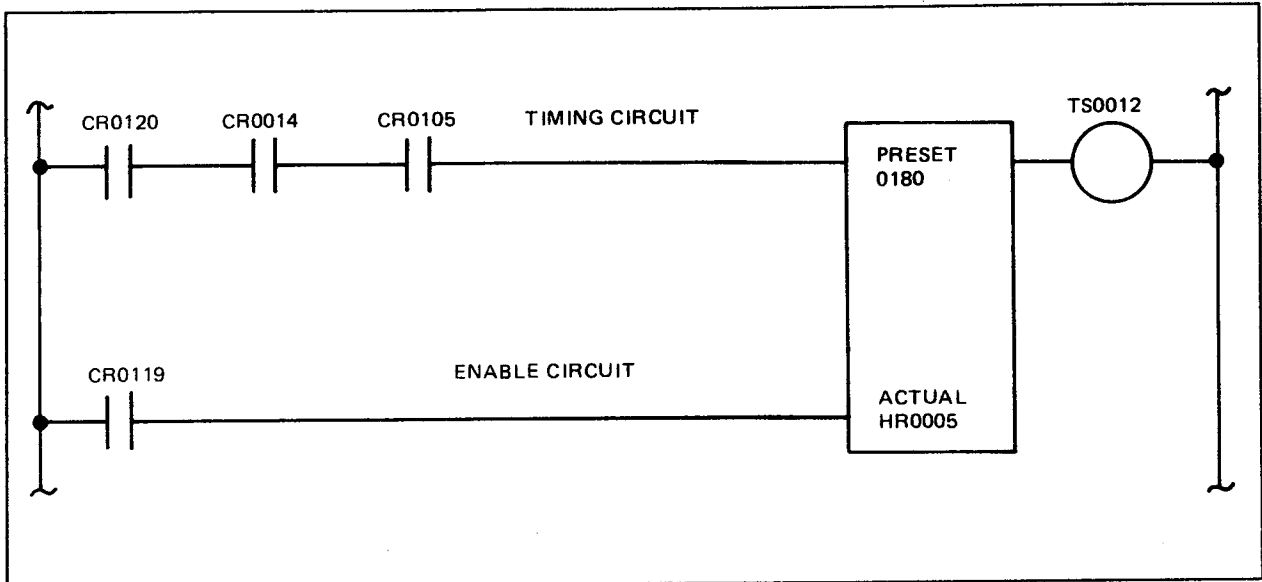 TS0012
CR0120 CR0014 CR0105 TIMING CIRCUIT
PRESET
0180
CR0119 ENABLE CIRCUIT
ACTUAL
HR0005